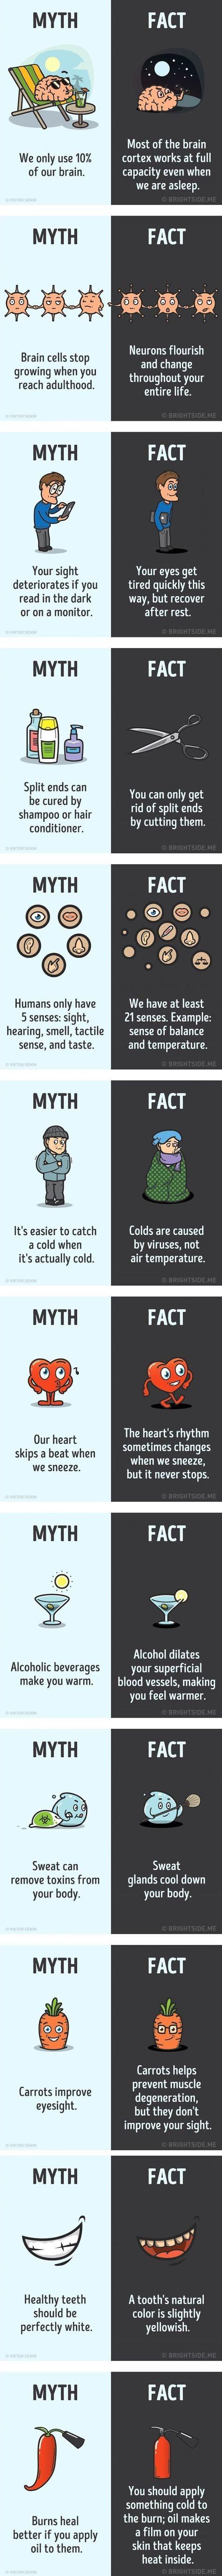 MYTH
FACT
We only use 10%
of our brain.
Most of the brain
cortex works at full
capacity even when
we are asleep.
© BRIGHTSIDE.ME
MYTH
FACT
Brain cells stop
growing when you
reach adulthood.
Neurons flourish
and change
throughout your
entire life.
© BRIGHTSIDE.ME
MYTH
FACT
Your sight
deteriorates if you
read in the dark
or on a monitor.
Your eyes get
tired quickly this
way, but recover
after rest.
© BRIGHTSIDE.ME
MYTH
FACT
Split ends can
be cured by
shampoo or hair
conditioner.
You can only get
rid of split ends
by cutting them.
© BRIGHTSIDE.ME
MYTH
FACT
Humans only have
5 senses: sight,
hearing, smell, tactile
sense, and taste.
We have at least
21 senses. Example:
sense of balance
and temperature.
© BRIGHTSIDE.ME
MYTH
FACT
It's easier to catch
a cold when
it's actually cold.
Colds are caused
by viruses, not
air temperature.
© BRIGHTSIDE.ME
MYTH
FACT
Our heart
skips a beat when
we sneeze.
The heart's rhythm
sometimes changes
when we sneeze,
but it never stops.
© BRIGHTSIDE.ME
MYTH
FACT
Alcoholic beverages
make you warm.
Alcohol dilates
your superficial
blood vessels, making
you feel warmer.
© BRIGHTSIDE.ME
MYTH
FACT
Sweat can
remove toxins from
your body.
Sweat
glands cool down
your body.
© BRIGHTSIDE.ME
MYTH
FACT
Carrots improve
eyesight.
Carrots helps
prevent muscle
degeneration,
but they don't
improve your sight.
© BRIGHTSIDE.ME
MYTH
FACT
Healthy teeth
should be
perfectly white.
A tooth's natural
color is slightly
yellowish.
© BRIGHTSIDE.ME
MYTH
FACT
Burns heal
better if you apply
oil to them.
You should apply
something cold to
the burn; oil makes
a film on your
skin that keeps
heat inside.
© BRIGHTSIDE.ME